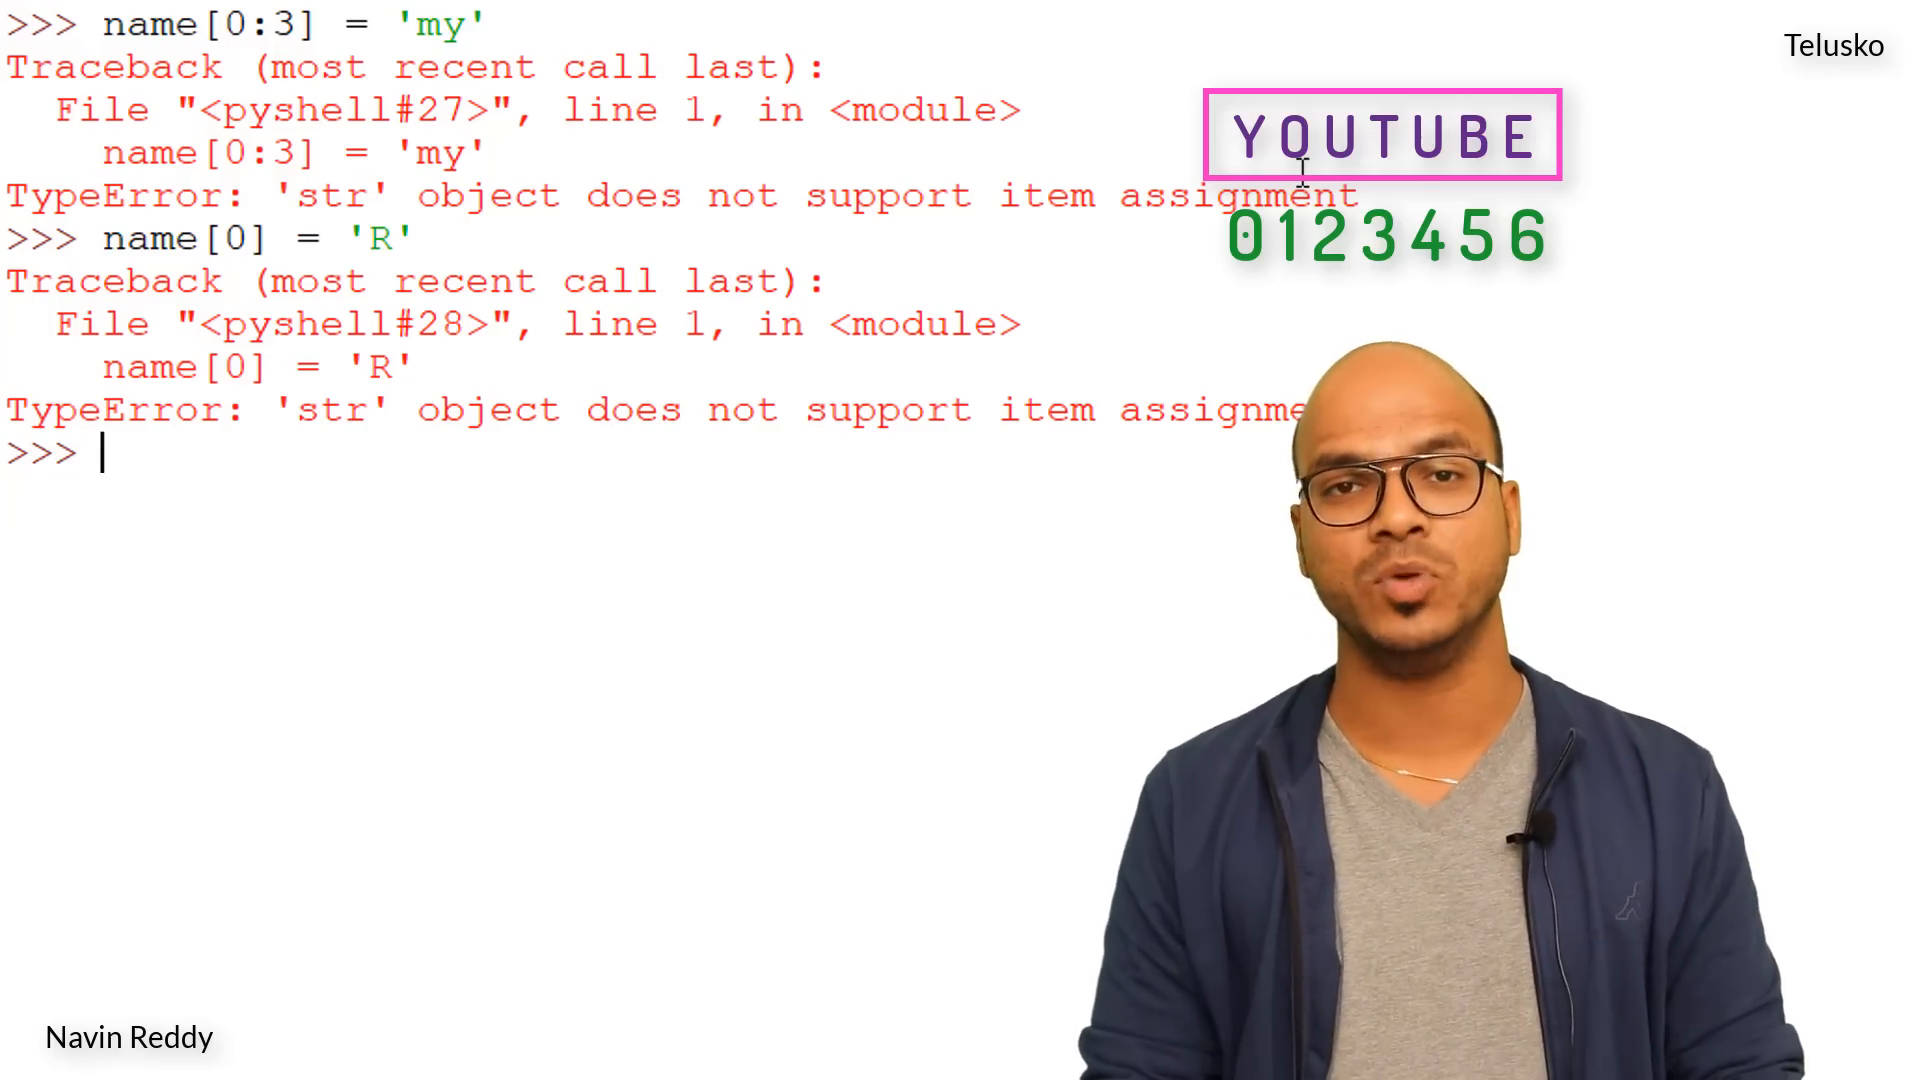 >>> name[0:3] = 'my'
Traceback (most recent call last):
  File "<pyshell#27>", line 1, in <module>
    name[0:3] = 'my'
TypeError: 'str' object does not support item assignment
>>> name[0] = 'R'
Traceback (most recent call last):
  File "<pyshell#28>", line 1, in <module>
    name[0] = 'R'
TypeError: 'str' object does not support item assignme
>>>
Telusko
YOUTUBE
0123456
Navin Reddy